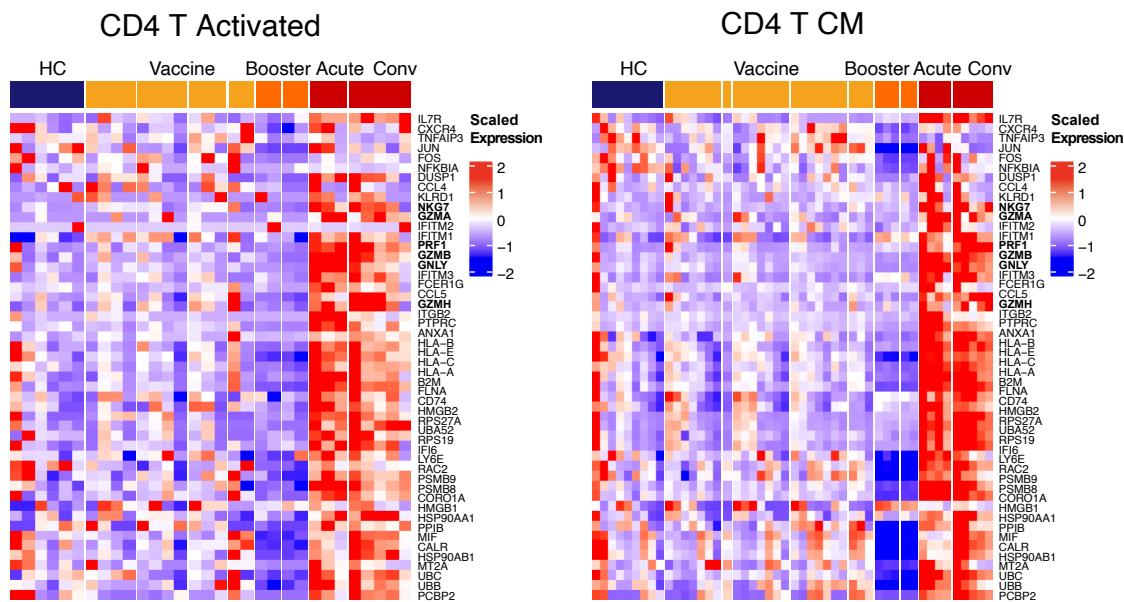 CD4 T Activated
HC Vaccine Booster Acute Conv
IL7R
CXCR4
TNFAIP3
JUN
FOS
NFKBIA
DUSP1
CCL4
KLRD1
NKG7
GZMA
IFITM2
IFITM1
PRF1
GZMB
GNLY
IFITM3
FCER1G
CCL5
GZMH
ITGB2
PTPRC
ANXA1
HLA-B
HLA-E
HLA-C
HLA-A
B2M
FLNA
CD74
HMGB2
RPS27A
UBA52
RPS19
IFI6
LY6E
RAC2
PSMB9
PSMB8
CORO1A
HMGB1
HSP90AA1
PPIB
MIF
CALR
HSP90AB1
MT2A
UBC
UBB
PCBP2
Scaled
Expression
2
1
0
−1
−2
CD4 T CM
HC Vaccine Booster Acute Conv
IL7R
CXCR4
TNFAIP3
JUN
FOS
NFKBIA
DUSP1
CCL4
KLRD1
NKG7
GZMA
IFITM2
IFITM1
PRF1
GZMB
GNLY
IFITM3
FCER1G
CCL5
GZMH
ITGB2
PTPRC
ANXA1
HLA-B
HLA-E
HLA-C
HLA-A
B2M
FLNA
CD74
HMGB2
RPS27A
UBA52
RPS19
IFI6
LY6E
RAC2
PSMB9
PSMB8
CORO1A
HMGB1
HSP90AA1
PPIB
MIF
CALR
HSP90AB1
MT2A
UBC
UBB
PCBP2
Scaled
Expression
2
1
0
−1
−2